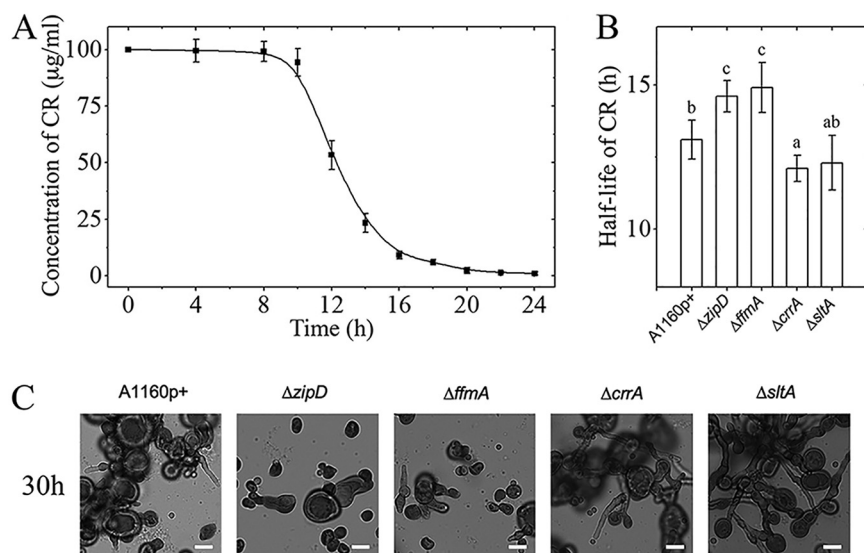 A
Concentration of CR (µg/ml)
100
75
50
25
0
0 4 8 12 16 20 24
Time (h)
B
Half-life of CR (h)
15
10
b c c a ab
A1160p+ ΔzipD ΔffmA ΔcrrA ΔsltA
C
A1160p+ ΔzipD ΔffmA ΔcrrA ΔsltA
30h